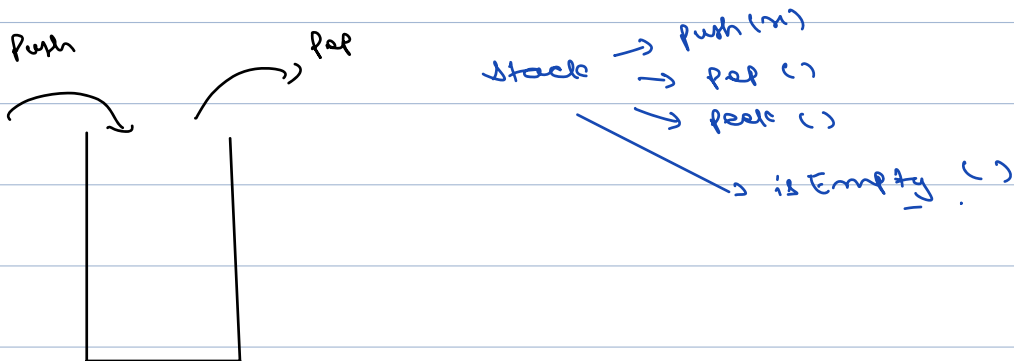 Push
Pop
Stack → push(x)
→ pop ()
→ peek ()
→ isEmpty ()